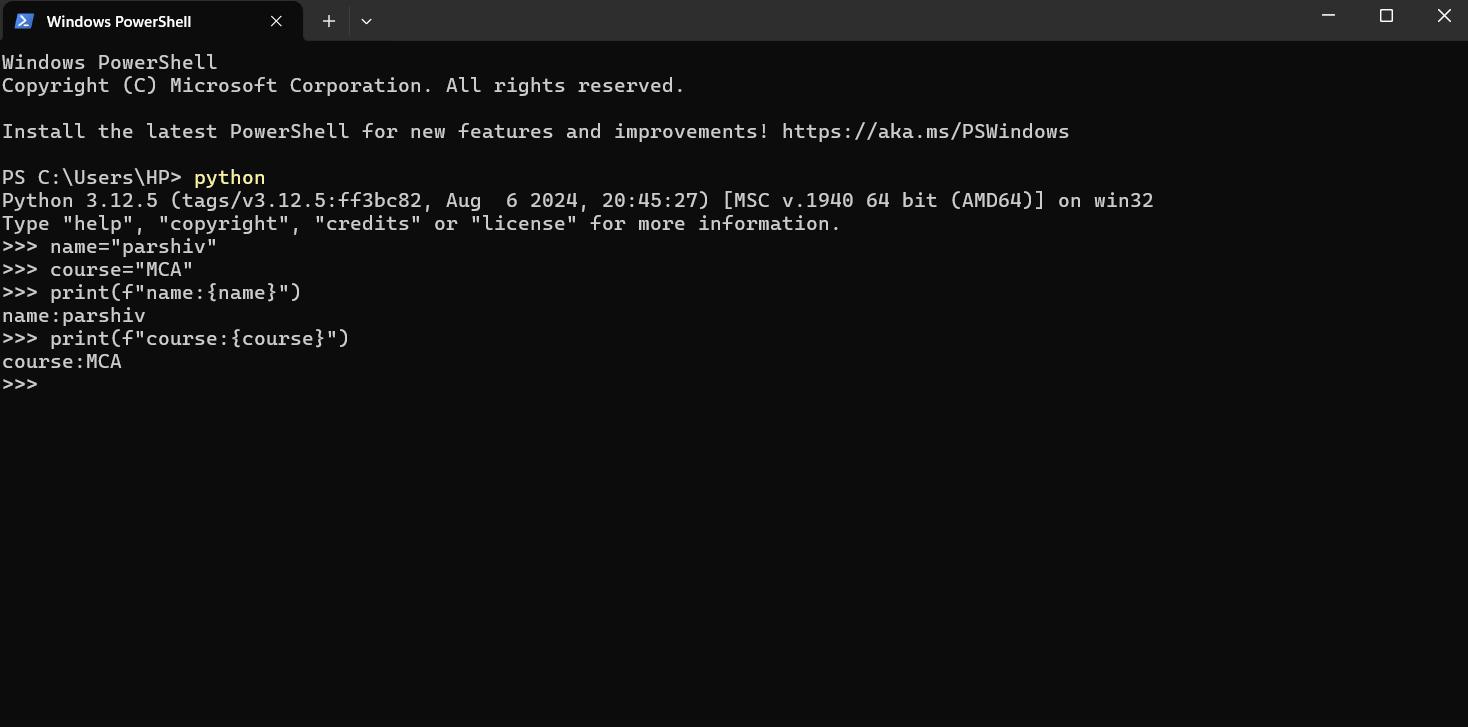 Windows PowerShell
Windows PowerShell
Copyright (C) Microsoft Corporation. All rights reserved.
Install the latest PowerShell for new features and improvements! https://aka.ms/PSWindows
PS C:\Users\HP> python
Python 3.12.5 (tags/v3.12.5:ff3bc82, Aug  6 2024, 20:45:27) [MSC v.1940 64 bit (AMD64)] on win32
Type "help", "copyright", "credits" or "license" for more information.
>>> name="parshiv"
>>> course="MCA"
>>> print(f"name:{name}")
name:parshiv
>>> print(f"course:{course}")
course:MCA
>>>